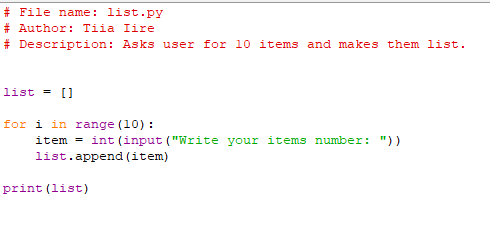 # File name: list.py
# Author: Tiia Iire
# Description: Asks user for 10 items and makes them list.
list = []
for i in range(10):
    item = int(input("Write your items number: "))
    list.append(item)
print(list)